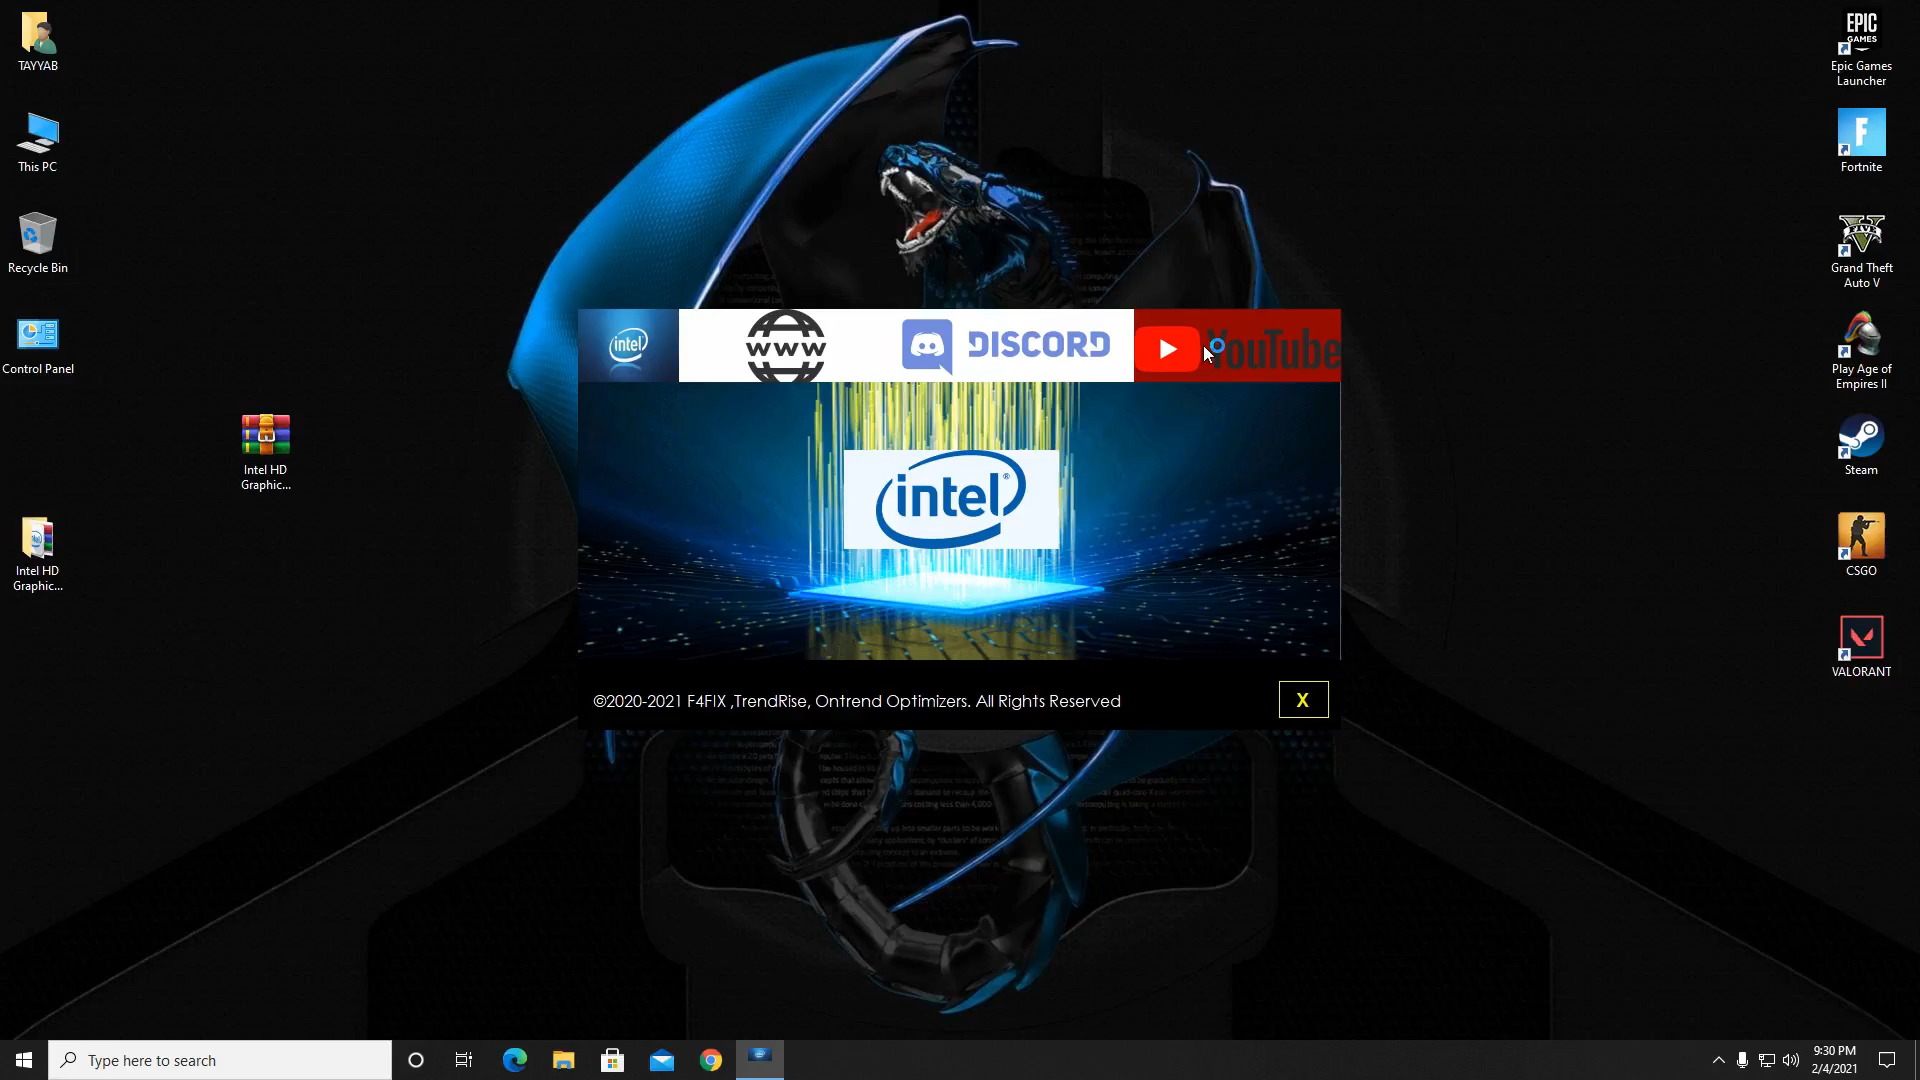 TAYYAB
This PC
Recycle Bin
Control Panel
Intel HD
Graphic...
Intel HD
Graphic...
intel
www
DISCORD
YouTube
intel®
©2020-2021 F4FIX ,TrendRise, Ontrend Optimizers. All Rights Reserved
X
EPIC
GAMES
Epic Games
Launcher
F
Fortnite
V
FIVE
Grand Theft
Auto V
Play Age of
Empires II
Steam
CSGO
VALORANT
Type here to search
9:30 PM
2/4/2021